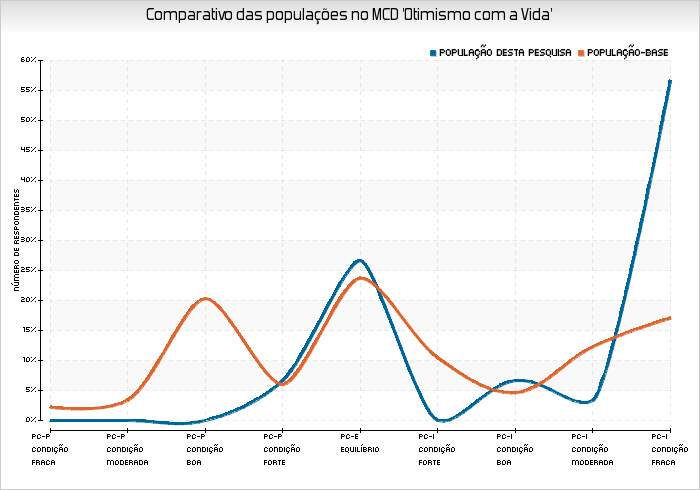 Comparativo das populações no MCD 'Otimismo com a Vida'
POPULAÇÃO DESTA PESQUISA POPULAÇÃO-BASE
60%
55%
50%
45%
40%
35%
30%
25%
20%
15%
10%
5%
0%
NÚMERO DE RESPONDENTES
PC-P PC-P PC-P PC-P PC-E PC-I PC-I PC-I PC-I
CONDIÇÃO CONDIÇÃO CONDIÇÃO CONDIÇÃO EQUILÍBRIO CONDIÇÃO CONDIÇÃO CONDIÇÃO CONDIÇÃO
FRACA MODERADA BOA FORTE FORTE BOA MODERADA FRACA